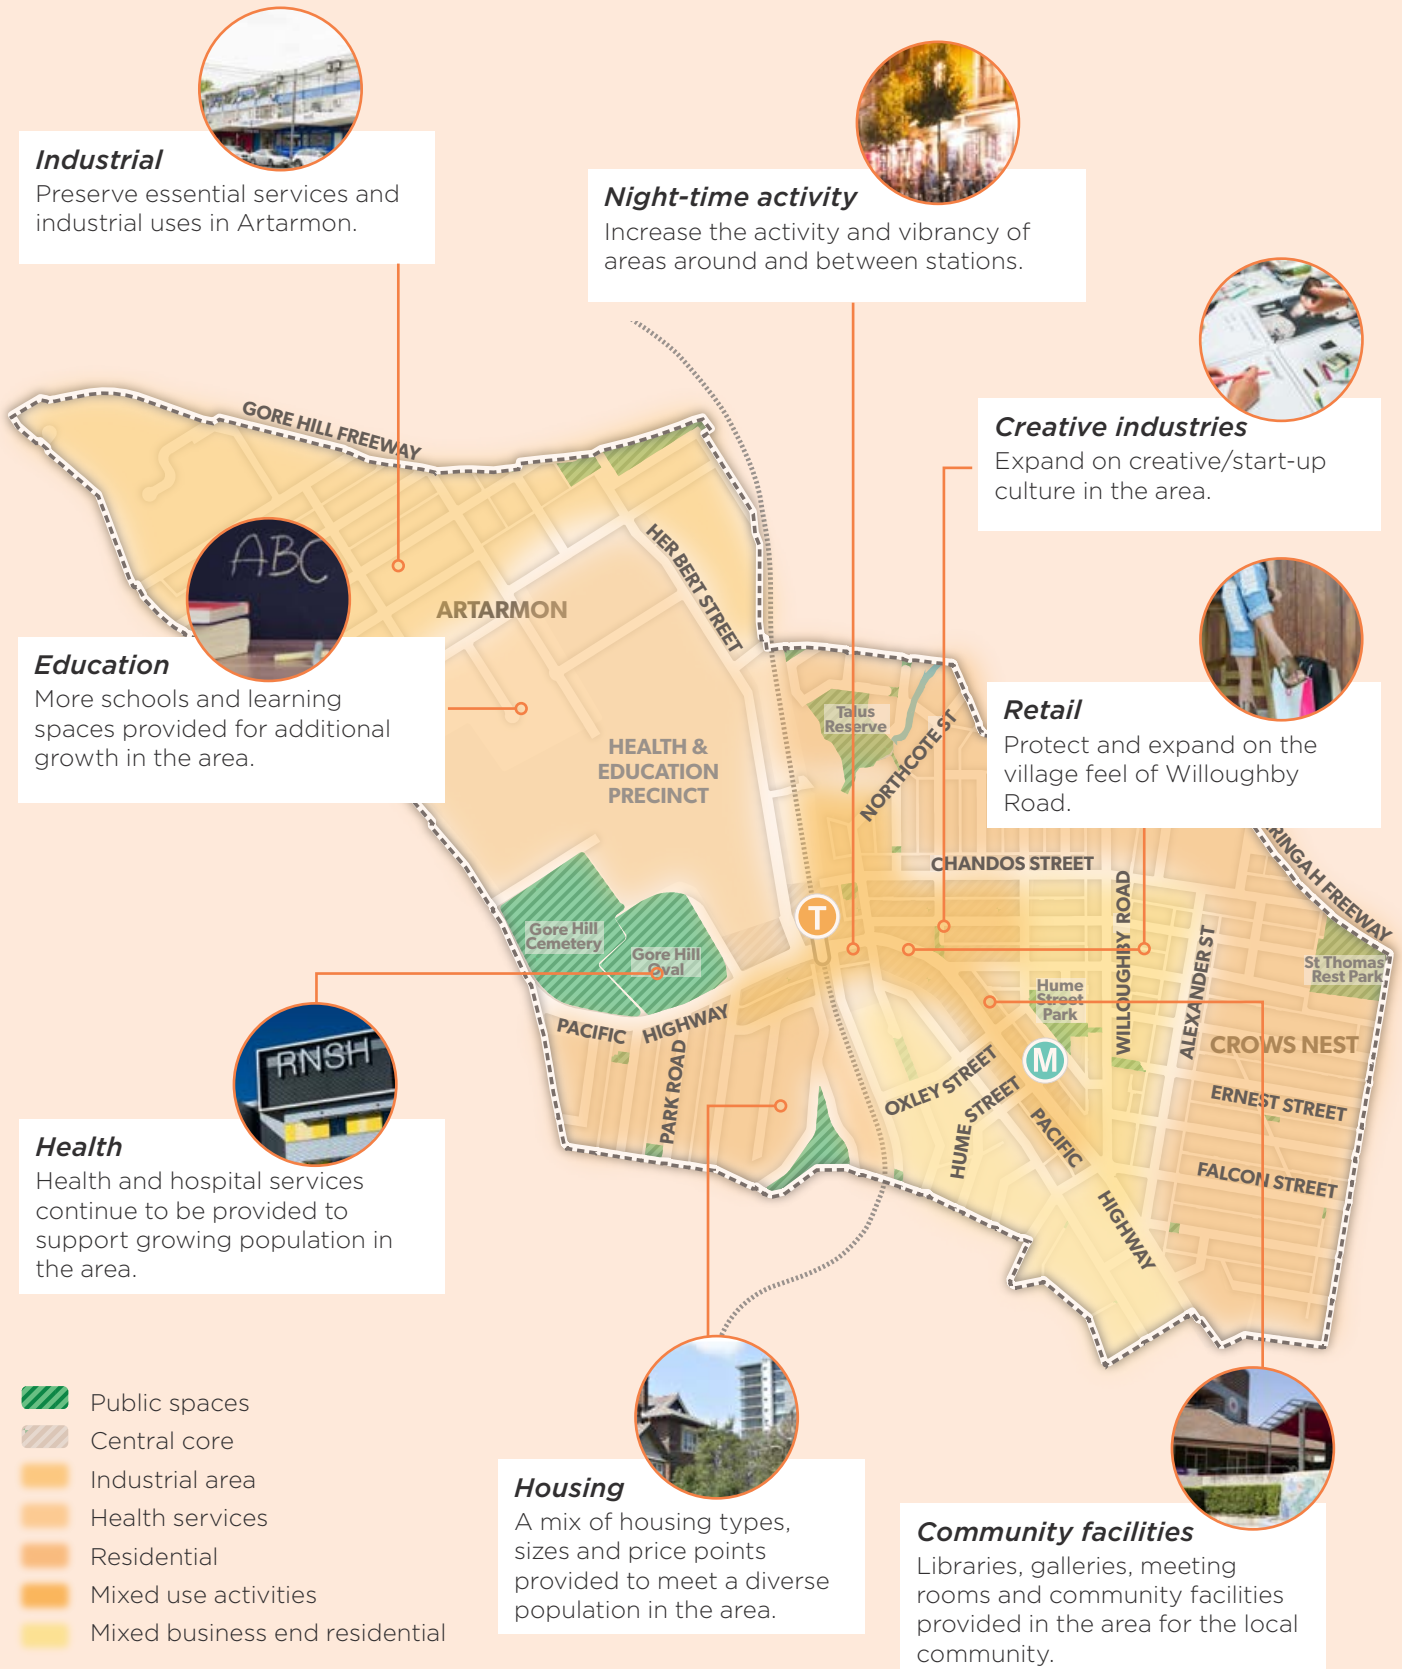 Industrial
Preserve essential services and
industrial uses in Artarmon.
Night-time activity
Increase the activity and vibrancy of
areas around and between stations.
Creative industries
Expand on creative/start-up
culture in the area.
GORE HILL FREEWAY
HERBERT STREET
ARTARMON
ABC
Education
More schools and learning
spaces provided for additional
growth in the area.
HEALTH &
EDUCATION
PRECINCT
Talus
Reserve
NORTHCOTE ST
Retail
Protect and expand on the
village feel of Willoughby
Road.
RINGAH FREEWAY
CHANDOS STREET
WILLOUGHBY ROAD
ALEXANDER ST
T
Gore Hill
Cemetery
Gore Hill
Oval
St Thomas
Rest Park
Hume
Street
Park
PACIFIC HIGHWAY
PARK ROAD
M
CROWS NEST
OXLEY STREET
HUME STREET
PACIFIC HIGHWAY
ERNEST STREET
FALCON STREET
RNSH
Health
Health and hospital services
continue to be provided to
support growing population in
the area.
Public spaces
Central core
Industrial area
Health services
Residential
Mixed use activities
Mixed business end residential
Housing
A mix of housing types,
sizes and price points
provided to meet a diverse
population in the area.
Community facilities
Libraries, galleries, meeting
rooms and community facilities
provided in the area for the local
community.